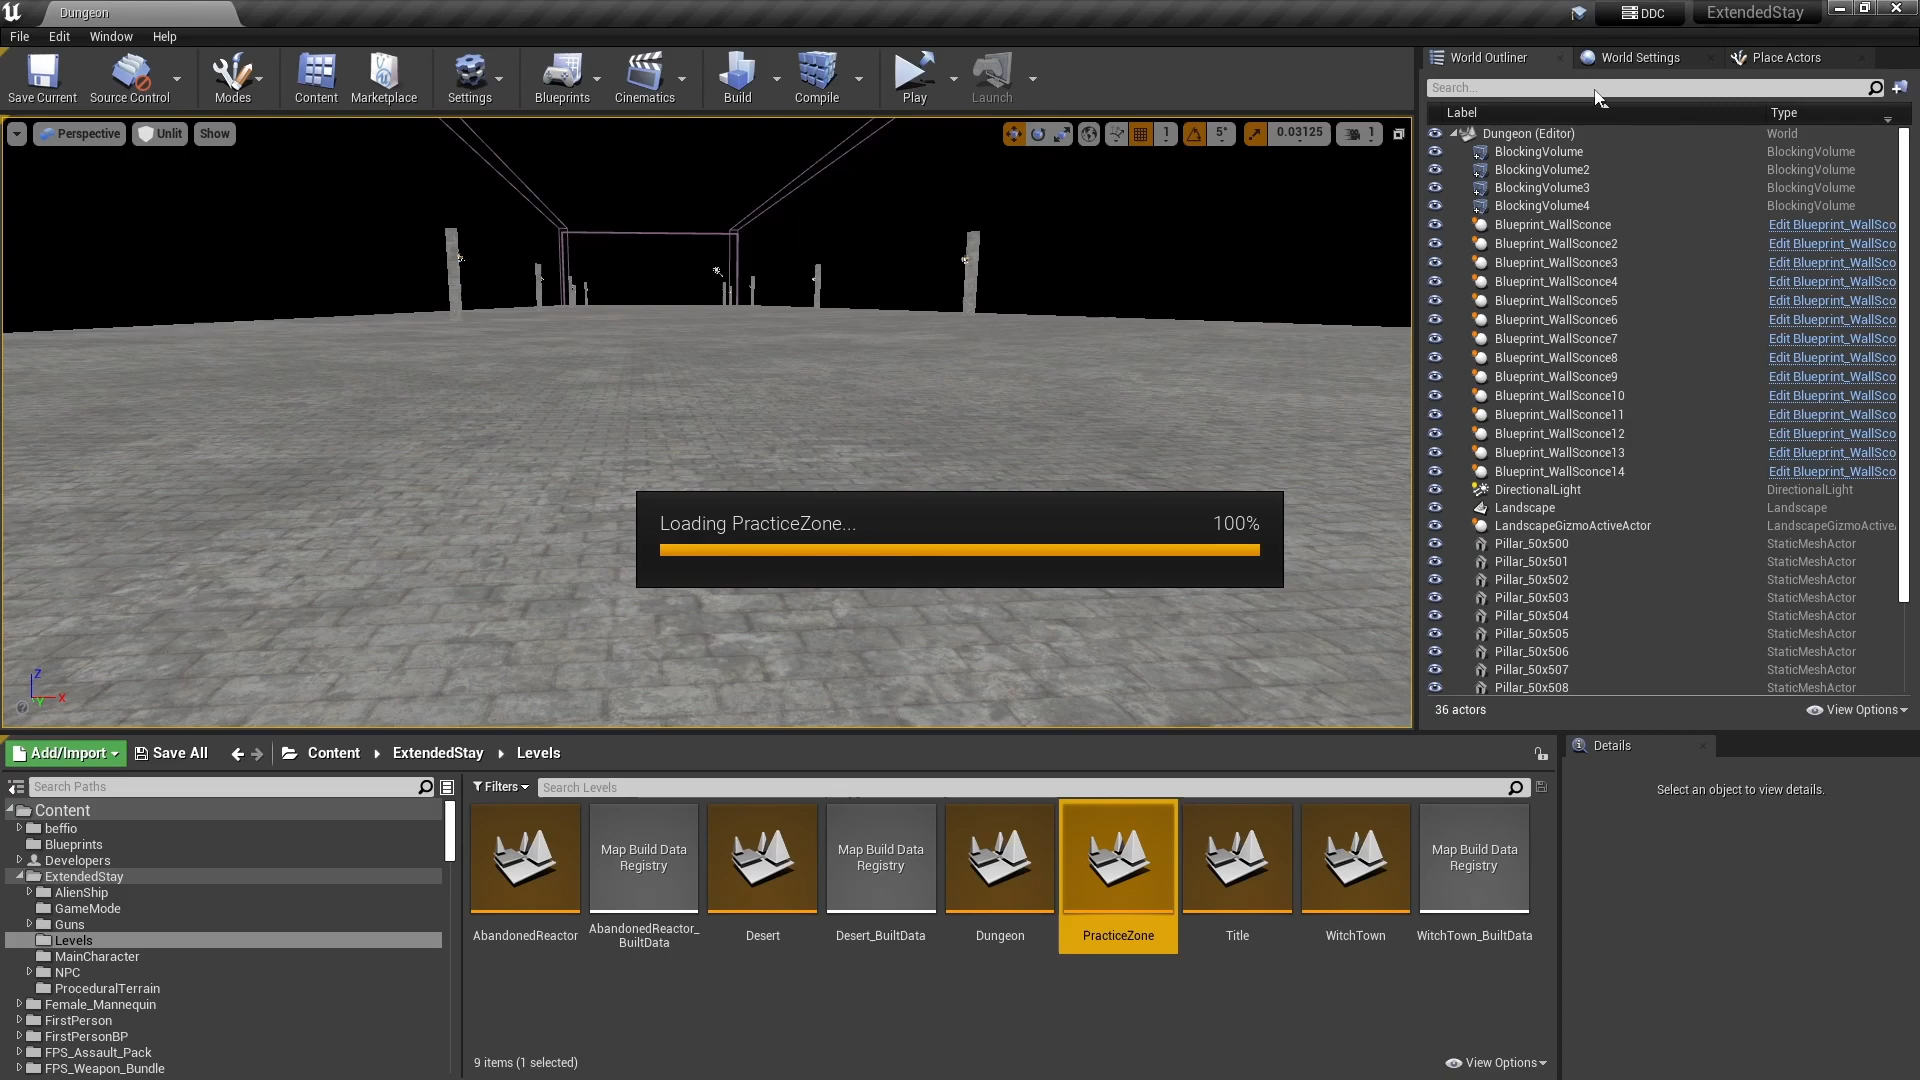 Dungeon
DDC
ExtendedStay
File Edit Window Help
Save Current Source Control Modes Content Marketplace Settings Blueprints Cinematics Build Compile Play Launch
World Outliner World Settings Place Actors
Search...
Label Type
Perspective Unlit Show
1 5° 0.03125 1
Dungeon (Editor) World
BlockingVolume BlockingVolume
BlockingVolume2 BlockingVolume
BlockingVolume3 BlockingVolume
BlockingVolume4 BlockingVolume
Blueprint_WallSconce Edit Blueprint_WallSco
Blueprint_WallSconce2 Edit Blueprint_WallSco
Blueprint_WallSconce3 Edit Blueprint_WallSco
Blueprint_WallSconce4 Edit Blueprint_WallSco
Blueprint_WallSconce5 Edit Blueprint_WallSco
Blueprint_WallSconce6 Edit Blueprint_WallSco
Blueprint_WallSconce7 Edit Blueprint_WallSco
Blueprint_WallSconce8 Edit Blueprint_WallSco
Blueprint_WallSconce9 Edit Blueprint_WallSco
Blueprint_WallSconce10 Edit Blueprint_WallSco
Blueprint_WallSconce11 Edit Blueprint_WallSco
Blueprint_WallSconce12 Edit Blueprint_WallSco
Blueprint_WallSconce13 Edit Blueprint_WallSco
Blueprint_WallSconce14 Edit Blueprint_WallSco
DirectionalLight DirectionalLight
Landscape Landscape
LandscapeGizmoActiveActor LandscapeGizmoActive
Pillar_50x500 StaticMeshActor
Pillar_50x501 StaticMeshActor
Pillar_50x502 StaticMeshActor
Pillar_50x503 StaticMeshActor
Pillar_50x504 StaticMeshActor
Pillar_50x505 StaticMeshActor
Pillar_50x506 StaticMeshActor
Pillar_50x507 StaticMeshActor
Pillar_50x508 StaticMeshActor
36 actors View Options
Loading PracticeZone... 100%
Z
X
Y
Add/Import Save All Content ExtendedStay Levels
Details
Select an object to view details.
Search Paths
Filters Search Levels
Content
beffio
Blueprints
Developers
ExtendedStay
AlienShip
GameMode
Guns
Levels
MainCharacter
NPC
ProceduralTerrain
Female_Mannequin
FirstPerson
FirstPersonBP
FPS_Assault_Pack
FPS_Weapon_Bundle
Map Build Data
Registry
Map Build Data
Registry
Map Build Data
Registry
AbandonedReactor
AbandonedReactor_
BuiltData
Desert
Desert_BuiltData
Dungeon
PracticeZone
Title
WitchTown
WitchTown_BuiltData
9 items (1 selected) View Options